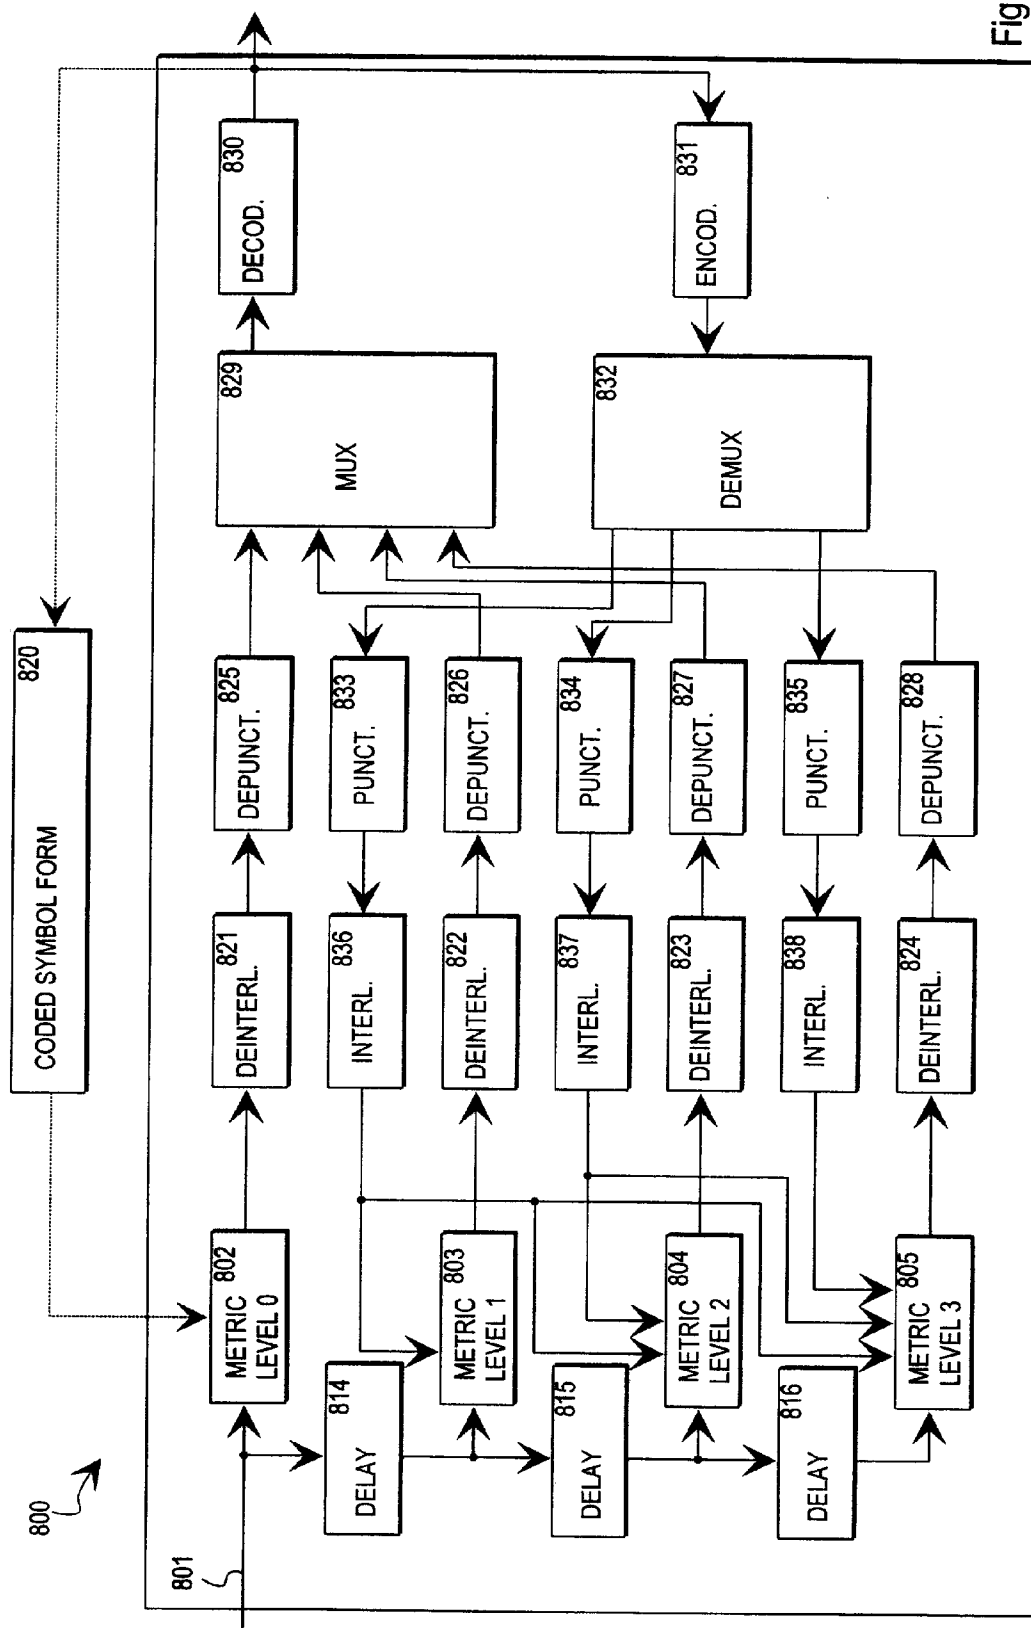 800
801
CODED SYMBOL FORM
820
METRIC
LEVEL 0
802
DEINTERL.
821
DEPUNCT.
825
MUX
829
DECOD.
830
DELAY
814
INTERL.
836
PUNCT.
833
METRIC
LEVEL 1
803
DEINTERL.
822
DEPUNCT.
826
DELAY
815
INTERL.
837
PUNCT.
834
DEMUX
832
ENCOD.
831
METRIC
LEVEL 2
804
DEINTERL.
823
DEPUNCT.
827
DELAY
816
INTERL.
838
PUNCT.
835
METRIC
LEVEL 3
805
DEINTERL.
824
DEPUNCT.
828
Fig